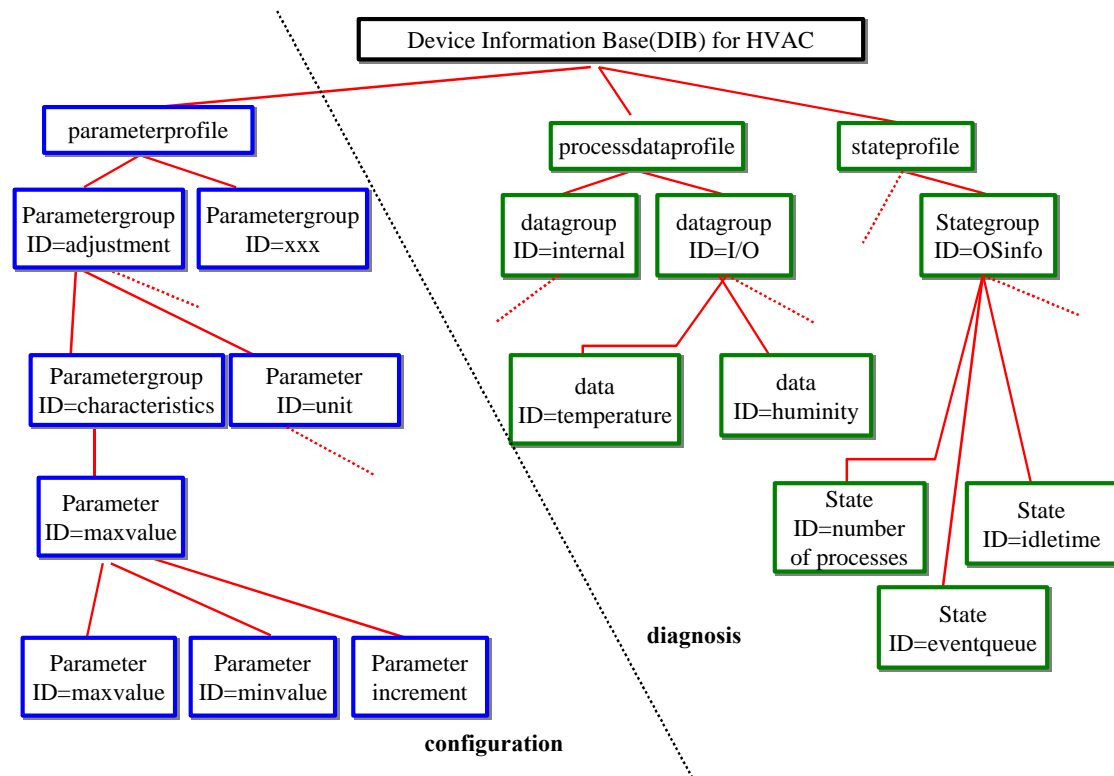 Device Information Base(DIB) for HVAC
parameterprofile
processdataprofile
stateprofile
Parametergroup
ID=adjustment
Parametergroup
ID=xxx
datagroup
ID=internal
datagroup
ID=I/O
Stategroup
ID=OSinfo
Parametergroup
ID=characteristics
Parameter
ID=unit
data
ID=temperature
data
ID=huminity
Parameter
ID=maxvalue
State
ID=number
of processes
State
ID=idletime
State
ID=eventqueue
diagnosis
Parameter
ID=maxvalue
Parameter
ID=minvalue
Parameter
increment
configuration